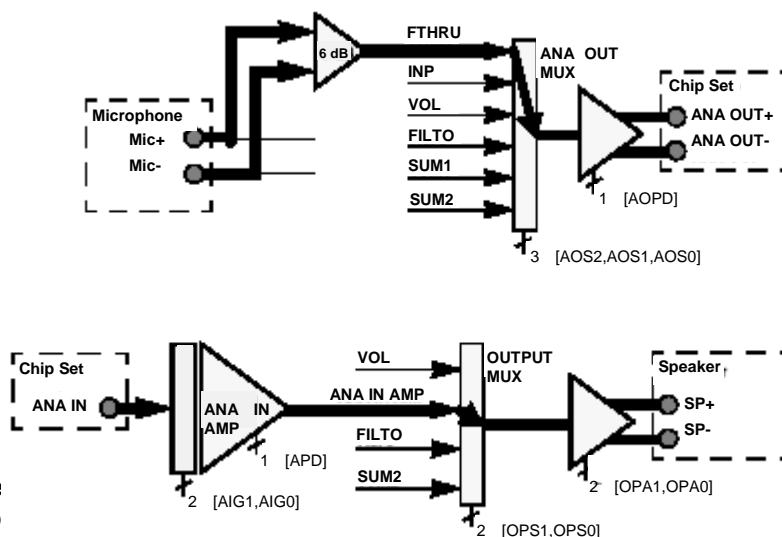 6 dB
FTHRU
INP
VOL
FILTO
SUM1
SUM2
ANA OUT
MUX
Chip Set
ANA OUT+
ANA OUT-
Microphone
Mic+
Mic-
1 [AOPD]
3 [AOS2,AOS1,AOS0]
Chip Set
ANA IN
ANA IN
AMP
1 [APD]
2 [AIG1,AIG0]
VOL
ANA IN AMP
FILTO
SUM2
OUTPUT
MUX
Speaker
SP+
SP-
2 [OPA1,OPA0]
2 [OPS1,OPS0]